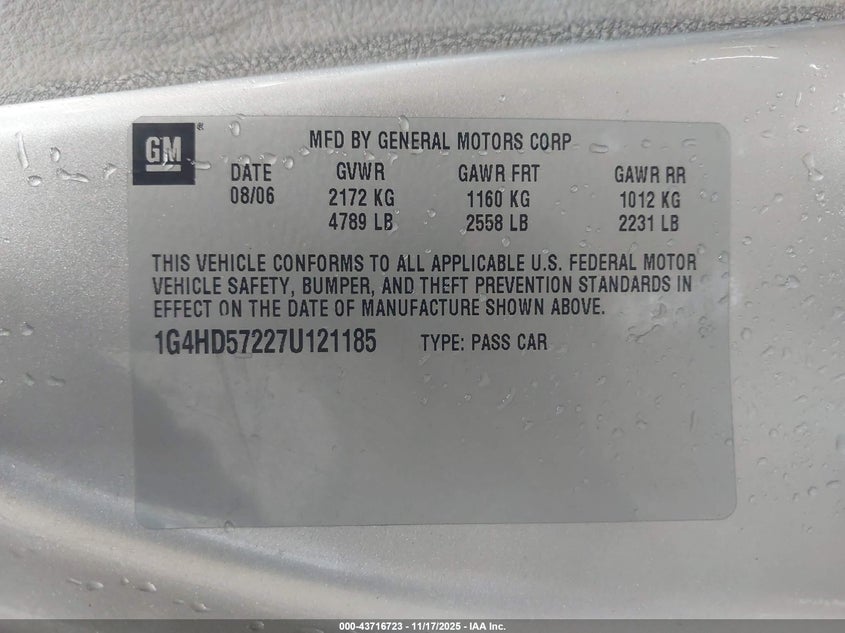 GM ®
MFD BY GENERAL MOTORS CORP
DATE GVWR GAWR FRT GAWR RR
08/06 2172 KG 1160 KG 1012 KG
4789 LB 2558 LB 2231 LB
THIS VEHICLE CONFORMS TO ALL APPLICABLE U.S. FEDERAL MOTOR
VEHICLE SAFETY, BUMPER, AND THEFT PREVENTION STANDARDS IN
EFFECT ON THE DATE OF MANUFACTURE SHOWN ABOVE.
1G4HD57227U121185 TYPE: PASS CAR
000-43716723 - 11/17/2025 - IAA Inc.